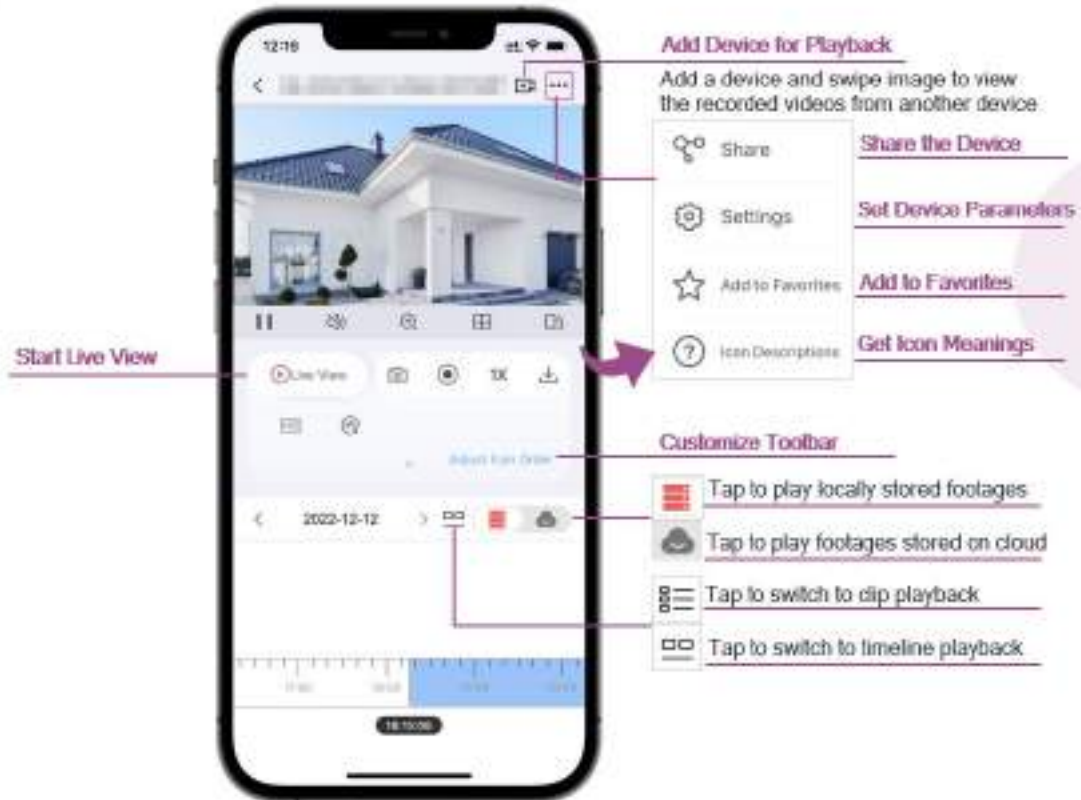 12:16
Add Device for Playback
Add a device and swipe image to view
the recorded videos from another device
Share
Share the Device
Settings
Set Device Parameters
Add to Favorites
Add to Favorites
Icon Descriptions
Get Icon Meanings
Start Live View
Live View
1X
Adjust Icon Order
Customize Toolbar
Tap to play locally stored footages
2022-12-12
Tap to play footages stored on cloud
Tap to switch to clip playback
Tap to switch to timeline playback